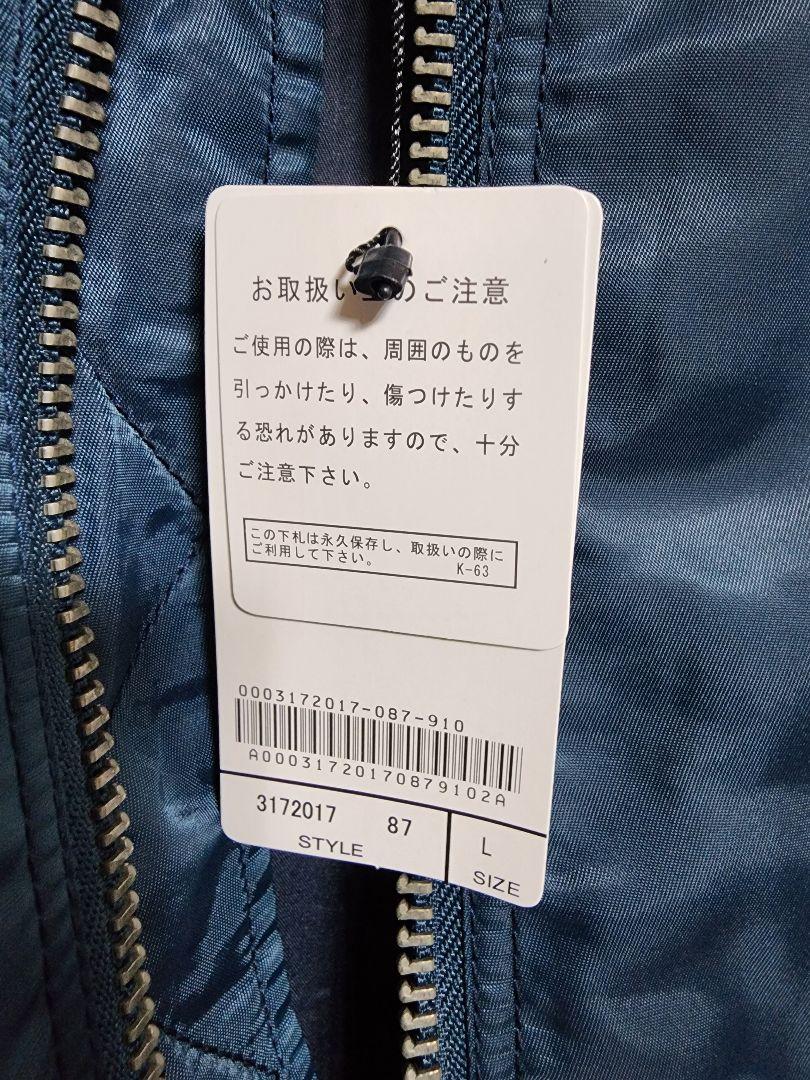 お取扱い上のご注意
ご使用の際は、周囲のものを
引っかけたり、傷つけたりす
る恐れがありますので、十分
ご注意下さい。
この下札は永久保存し、取扱いの際に
ご利用して下さい。 K-63
0003172017-087-910
A00031720170879102A
3172017 87 L
STYLE SIZE